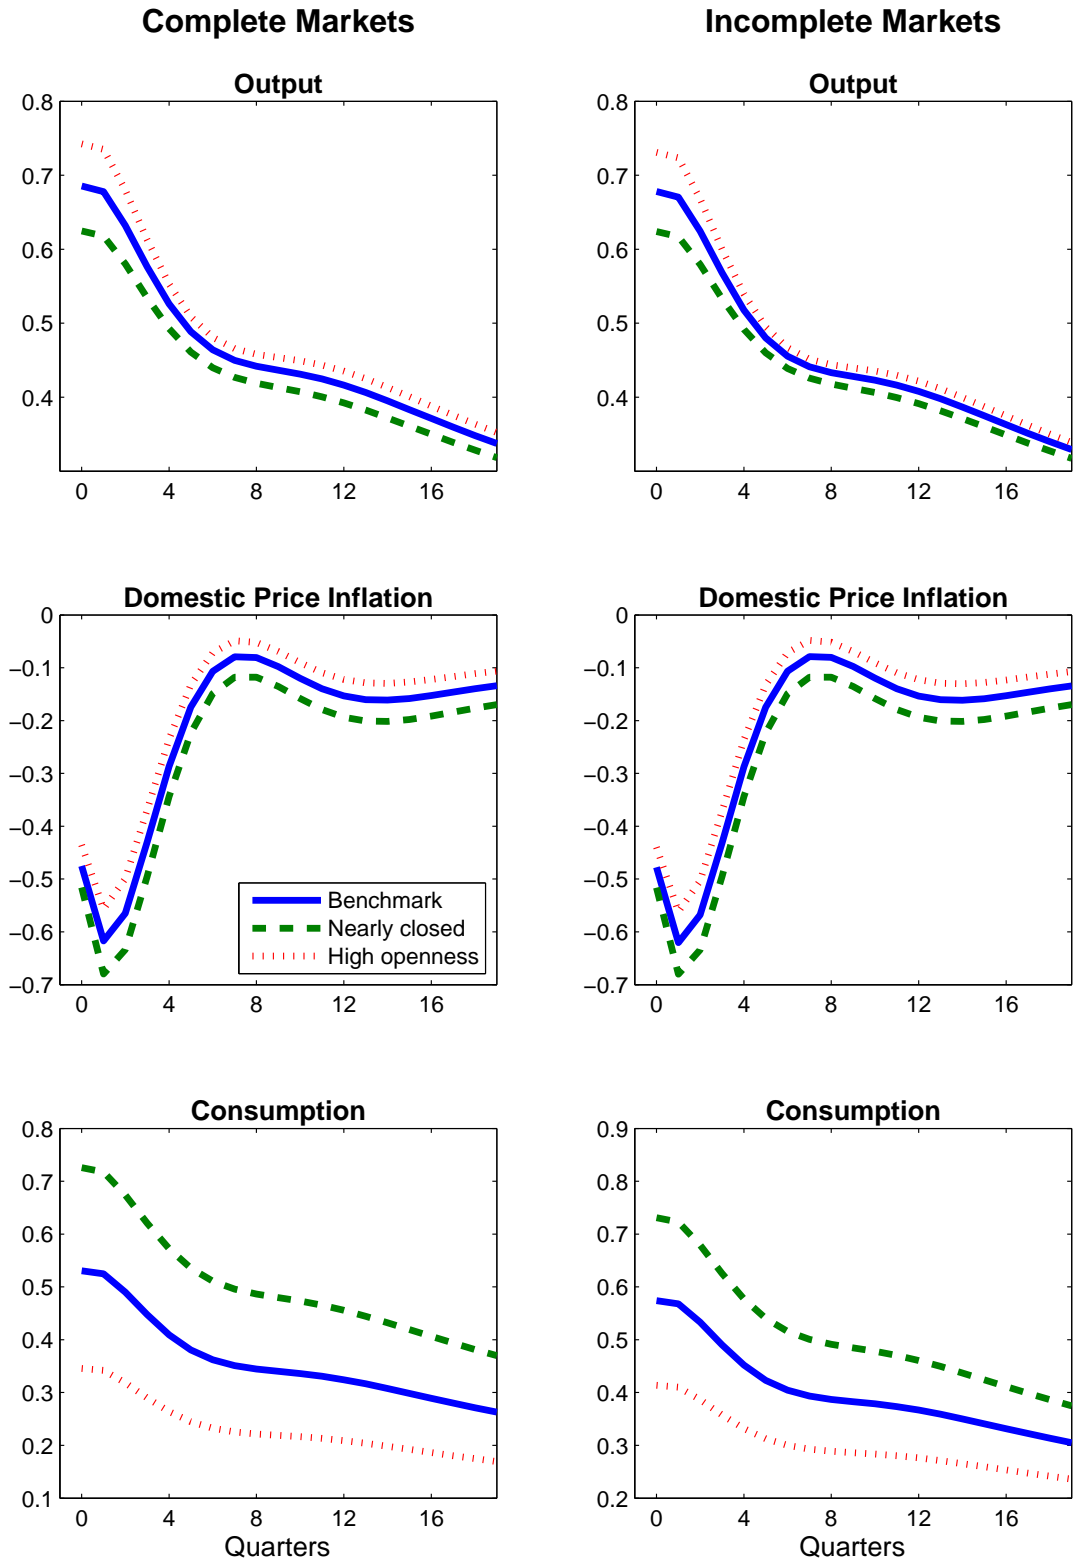 Complete Markets
Incomplete Markets
Output
0.8
0.7
0.6
0.5
0.4
0 4 8 12 16
Output
0.8
0.7
0.6
0.5
0.4
0 4 8 12 16
Domestic Price Inflation
0
−0.1
−0.2
−0.3
−0.4
−0.5
−0.6
−0.7
Benchmark
Nearly closed
High openness
0 4 8 12 16
Domestic Price Inflation
0
−0.1
−0.2
−0.3
−0.4
−0.5
−0.6
−0.7
0 4 8 12 16
Consumption
0.8
0.7
0.6
0.5
0.4
0.3
0.2
0.1
0 4 8 12 16
Quarters
Consumption
0.9
0.8
0.7
0.6
0.5
0.4
0.3
0.2
0 4 8 12 16
Quarters